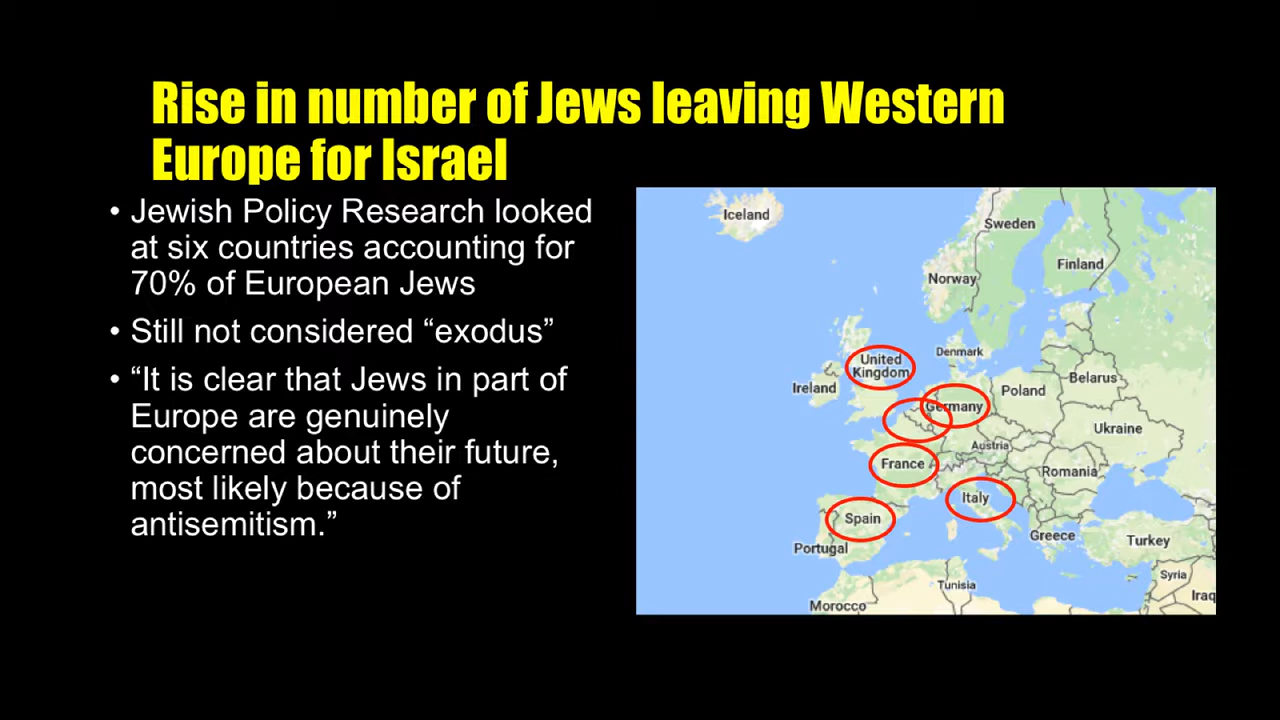 Rise in number of Jews leaving Western
Europe for Israel
• Jewish Policy Research looked
at six countries accounting for
70% of European Jews
• Still not considered “exodus”
• “It is clear that Jews in part of
Europe are genuinely
concerned about their future,
most likely because of
antisemitism.”
Iceland
Sweden
Finland
Norway
United
Kingdom
Denmark
Ireland
Belarus
Poland
Germany
Ukraine
Austria
France
Romania
Italy
Spain
Greece
Turkey
Portugal
Syria
Tunisia
Iraq
Morocco